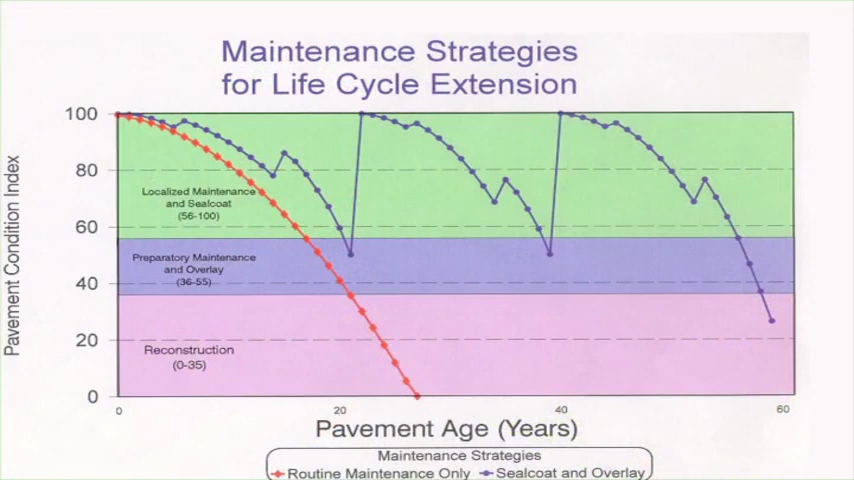 Maintenance Strategies
for Life Cycle Extension
Pavement Condition Index
100
80
60
40
20
0
Localized Maintenance
and Sealcoat
(56-100)
Preparatory Maintenance
and Overlay
(36-55)
Reconstruction
(0-35)
0
20
40
60
Pavement Age (Years)
Maintenance Strategies
Routine Maintenance Only
Sealcoat and Overlay